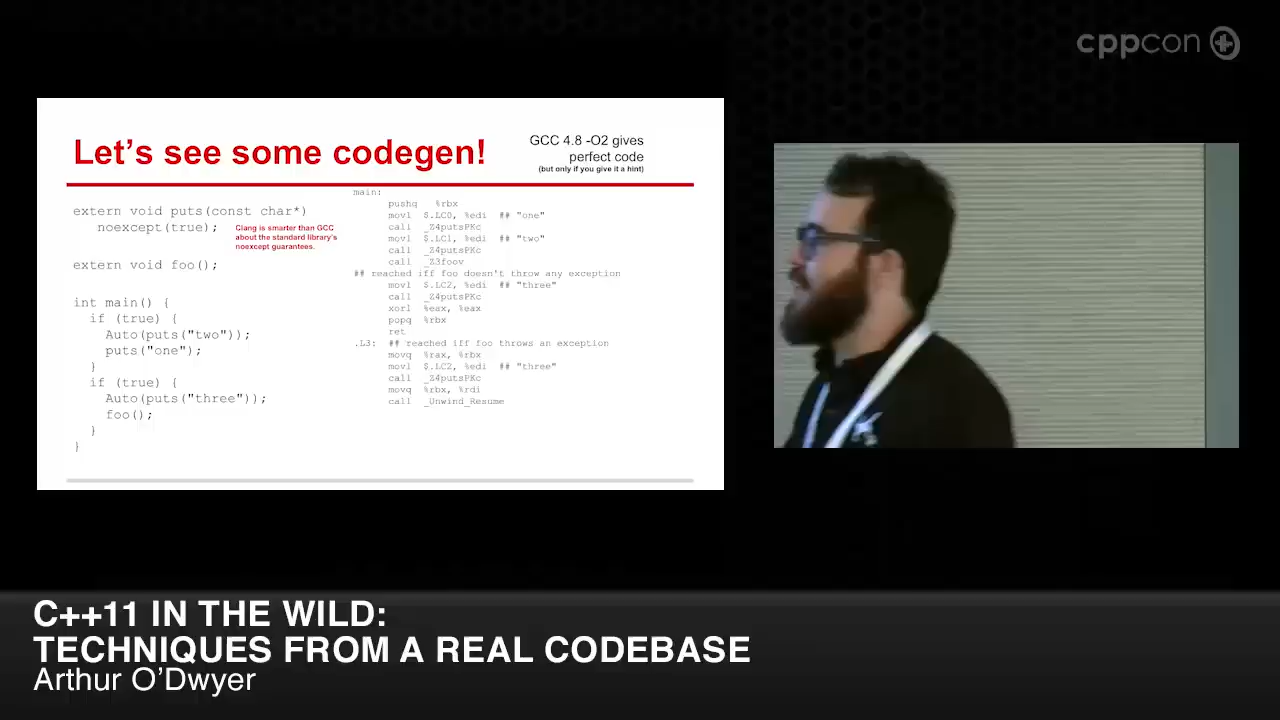 cppcon
Let's see some codegen!
GCC 4.8 -O2 gives
perfect code
(but only if you give it a hint)
extern void puts(const char*)
noexcept(true);
Clang is smarter than GCC
about the standard library's
noexcept guarantees.
extern void foo();
int main() {
if (true) {
Auto(puts("two"));
puts("one");
}
if (true) {
Auto(puts("three"));
foo();
}
}
main:
pushq %rbx
movl $.LC0, %edi ## "one"
call _Z4putsPKc
movl $.LC1, %edi ## "two"
call _Z4putsPKc
call _Z3foov
## reached iff foo doesn't throw any exception
movl $.LC2, %edi ## "three"
call _Z4putsPKc
xorl %eax, %eax
popq %rbx
ret
.L3: ## reached iff foo throws an exception
movq %rax, %rbx
movl $.LC2, %edi ## "three"
call _Z4putsPKc
movq %rbx, %rdi
call _Unwind_Resume
C++11 IN THE WILD:
TECHNIQUES FROM A REAL CODEBASE
Arthur O'Dwyer